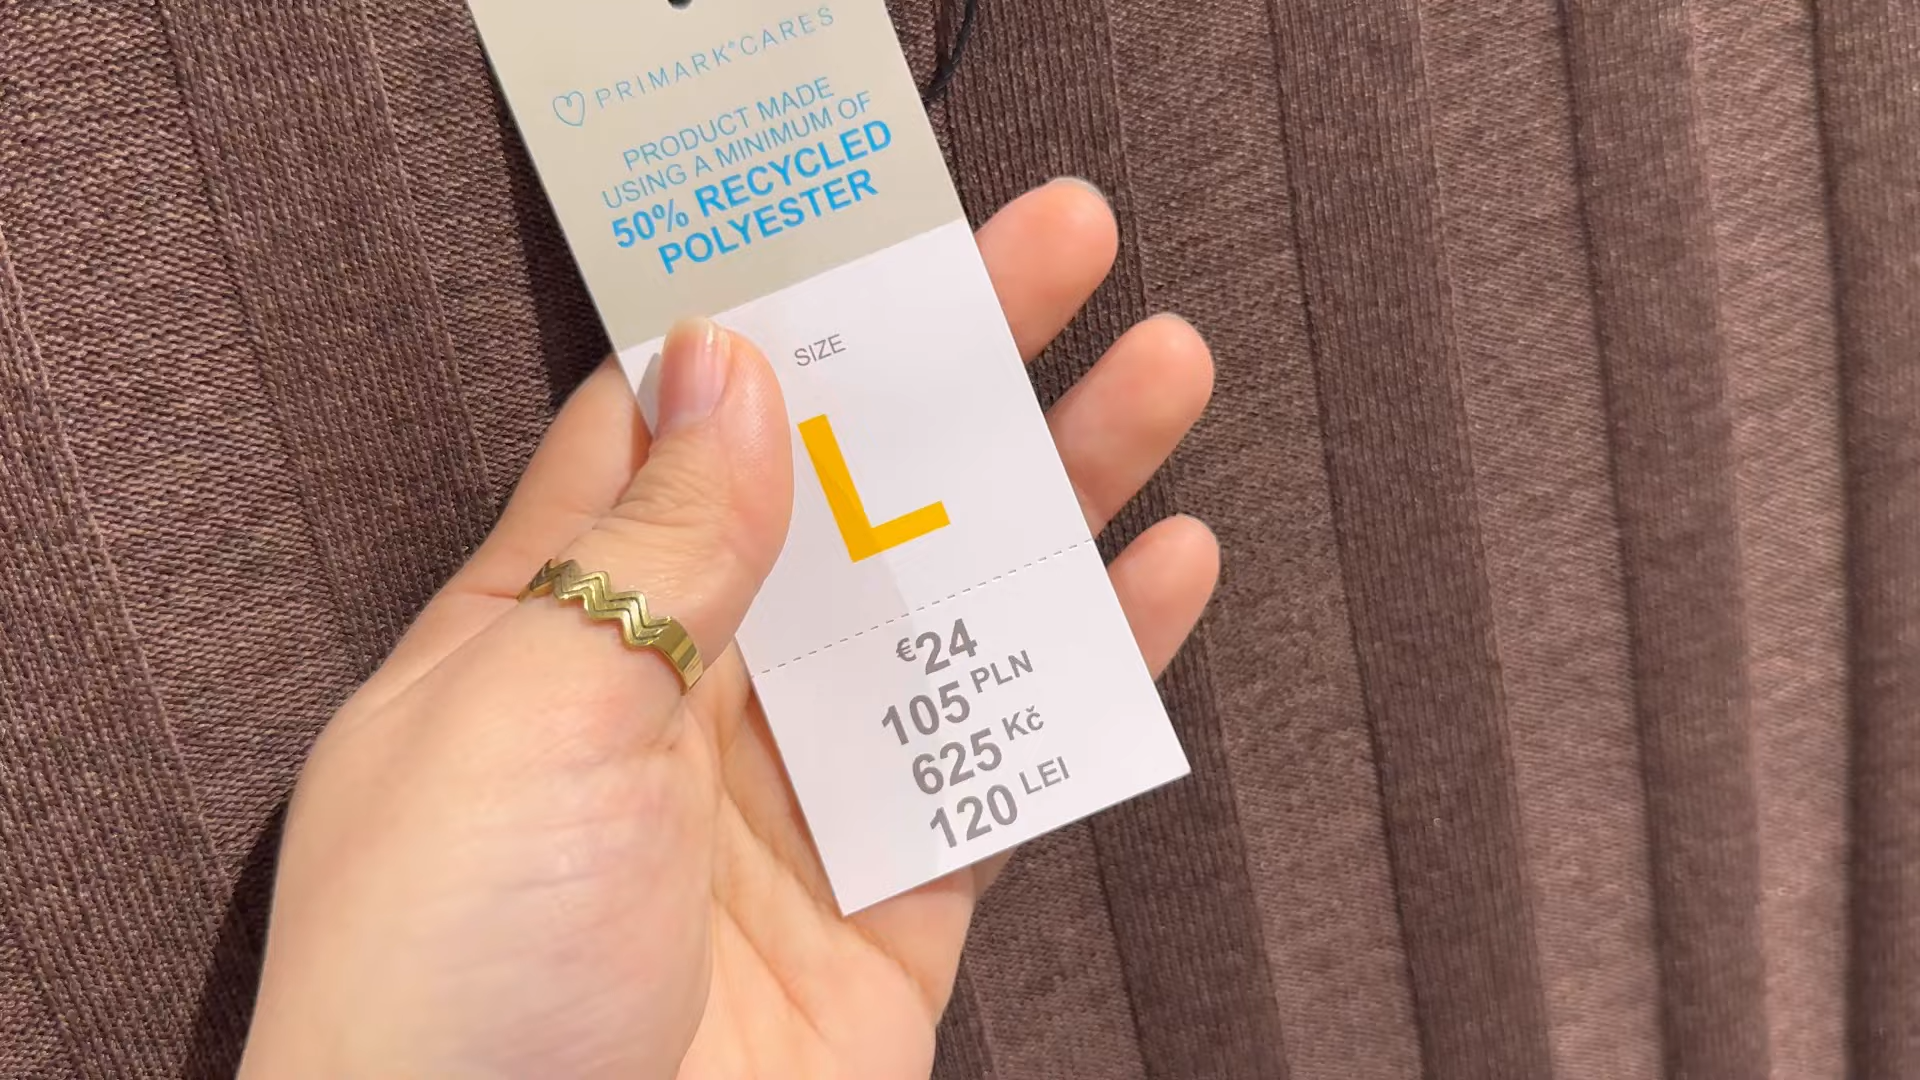 PRIMARK®CARES
PRODUCT MADE
USING A MINIMUM OF
50% RECYCLED
POLYESTER
SIZE
L
€24
105 PLN
625 Kč
120 LEI